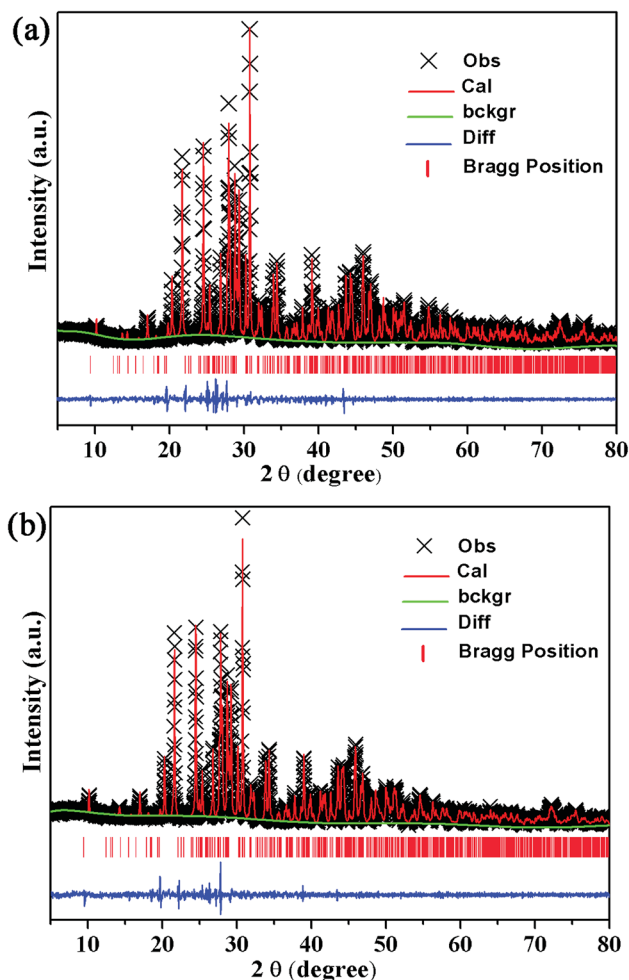 (a)
Obs
Cal
bckgr
Diff
Bragg Position
Intensity (a.u.)
10 20 30 40 50 60 70 80
2 θ (degree)
(b)
Obs
Cal
bckgr
Diff
Bragg Position
Intensity (a.u.)
10 20 30 40 50 60 70 80
2 θ (degree)